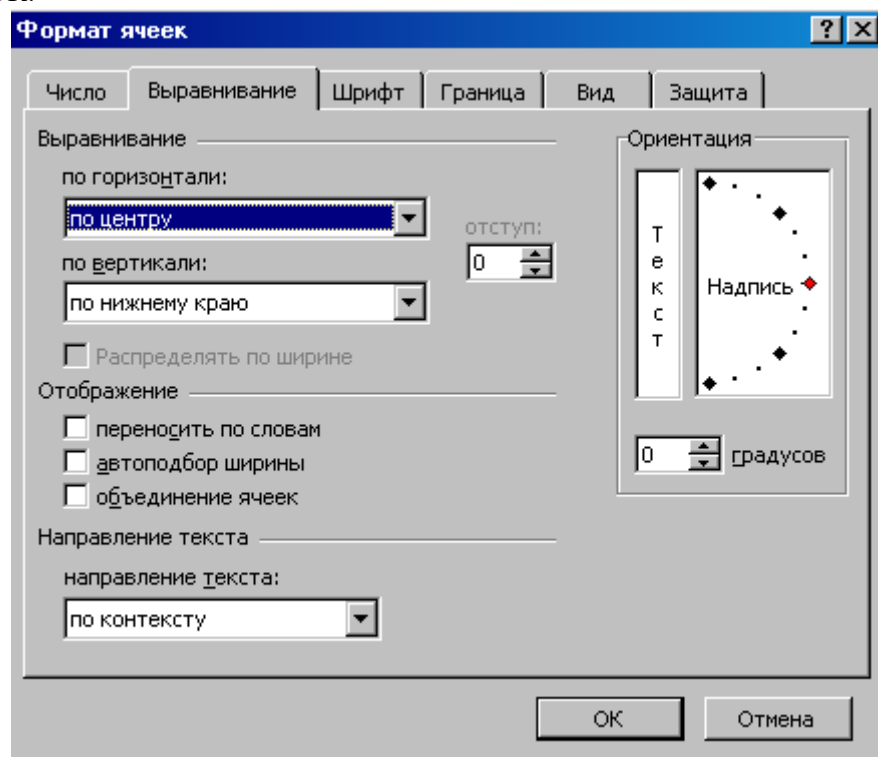 Формат ячеек
Число Выравнивание Шрифт Граница Вид Защита
Выравнивание
по горизонтали:
по центру
отступ:
0
по вертикали:
по нижнему краю
Распределять по ширине
Отображение
переносить по словам
автоподбор ширины
объединение ячеек
Направление текста
направление текста:
по контексту
Ориентация
Текст
Надпись
0 градусов
ОК Отмена